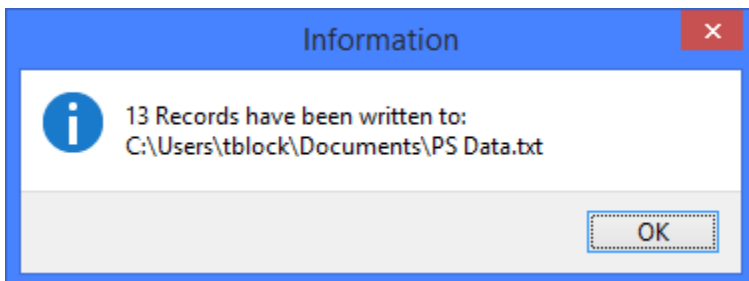 Information
13 Records have been written to:
C:\Users\tblock\Documents\PS Data.txt
OK